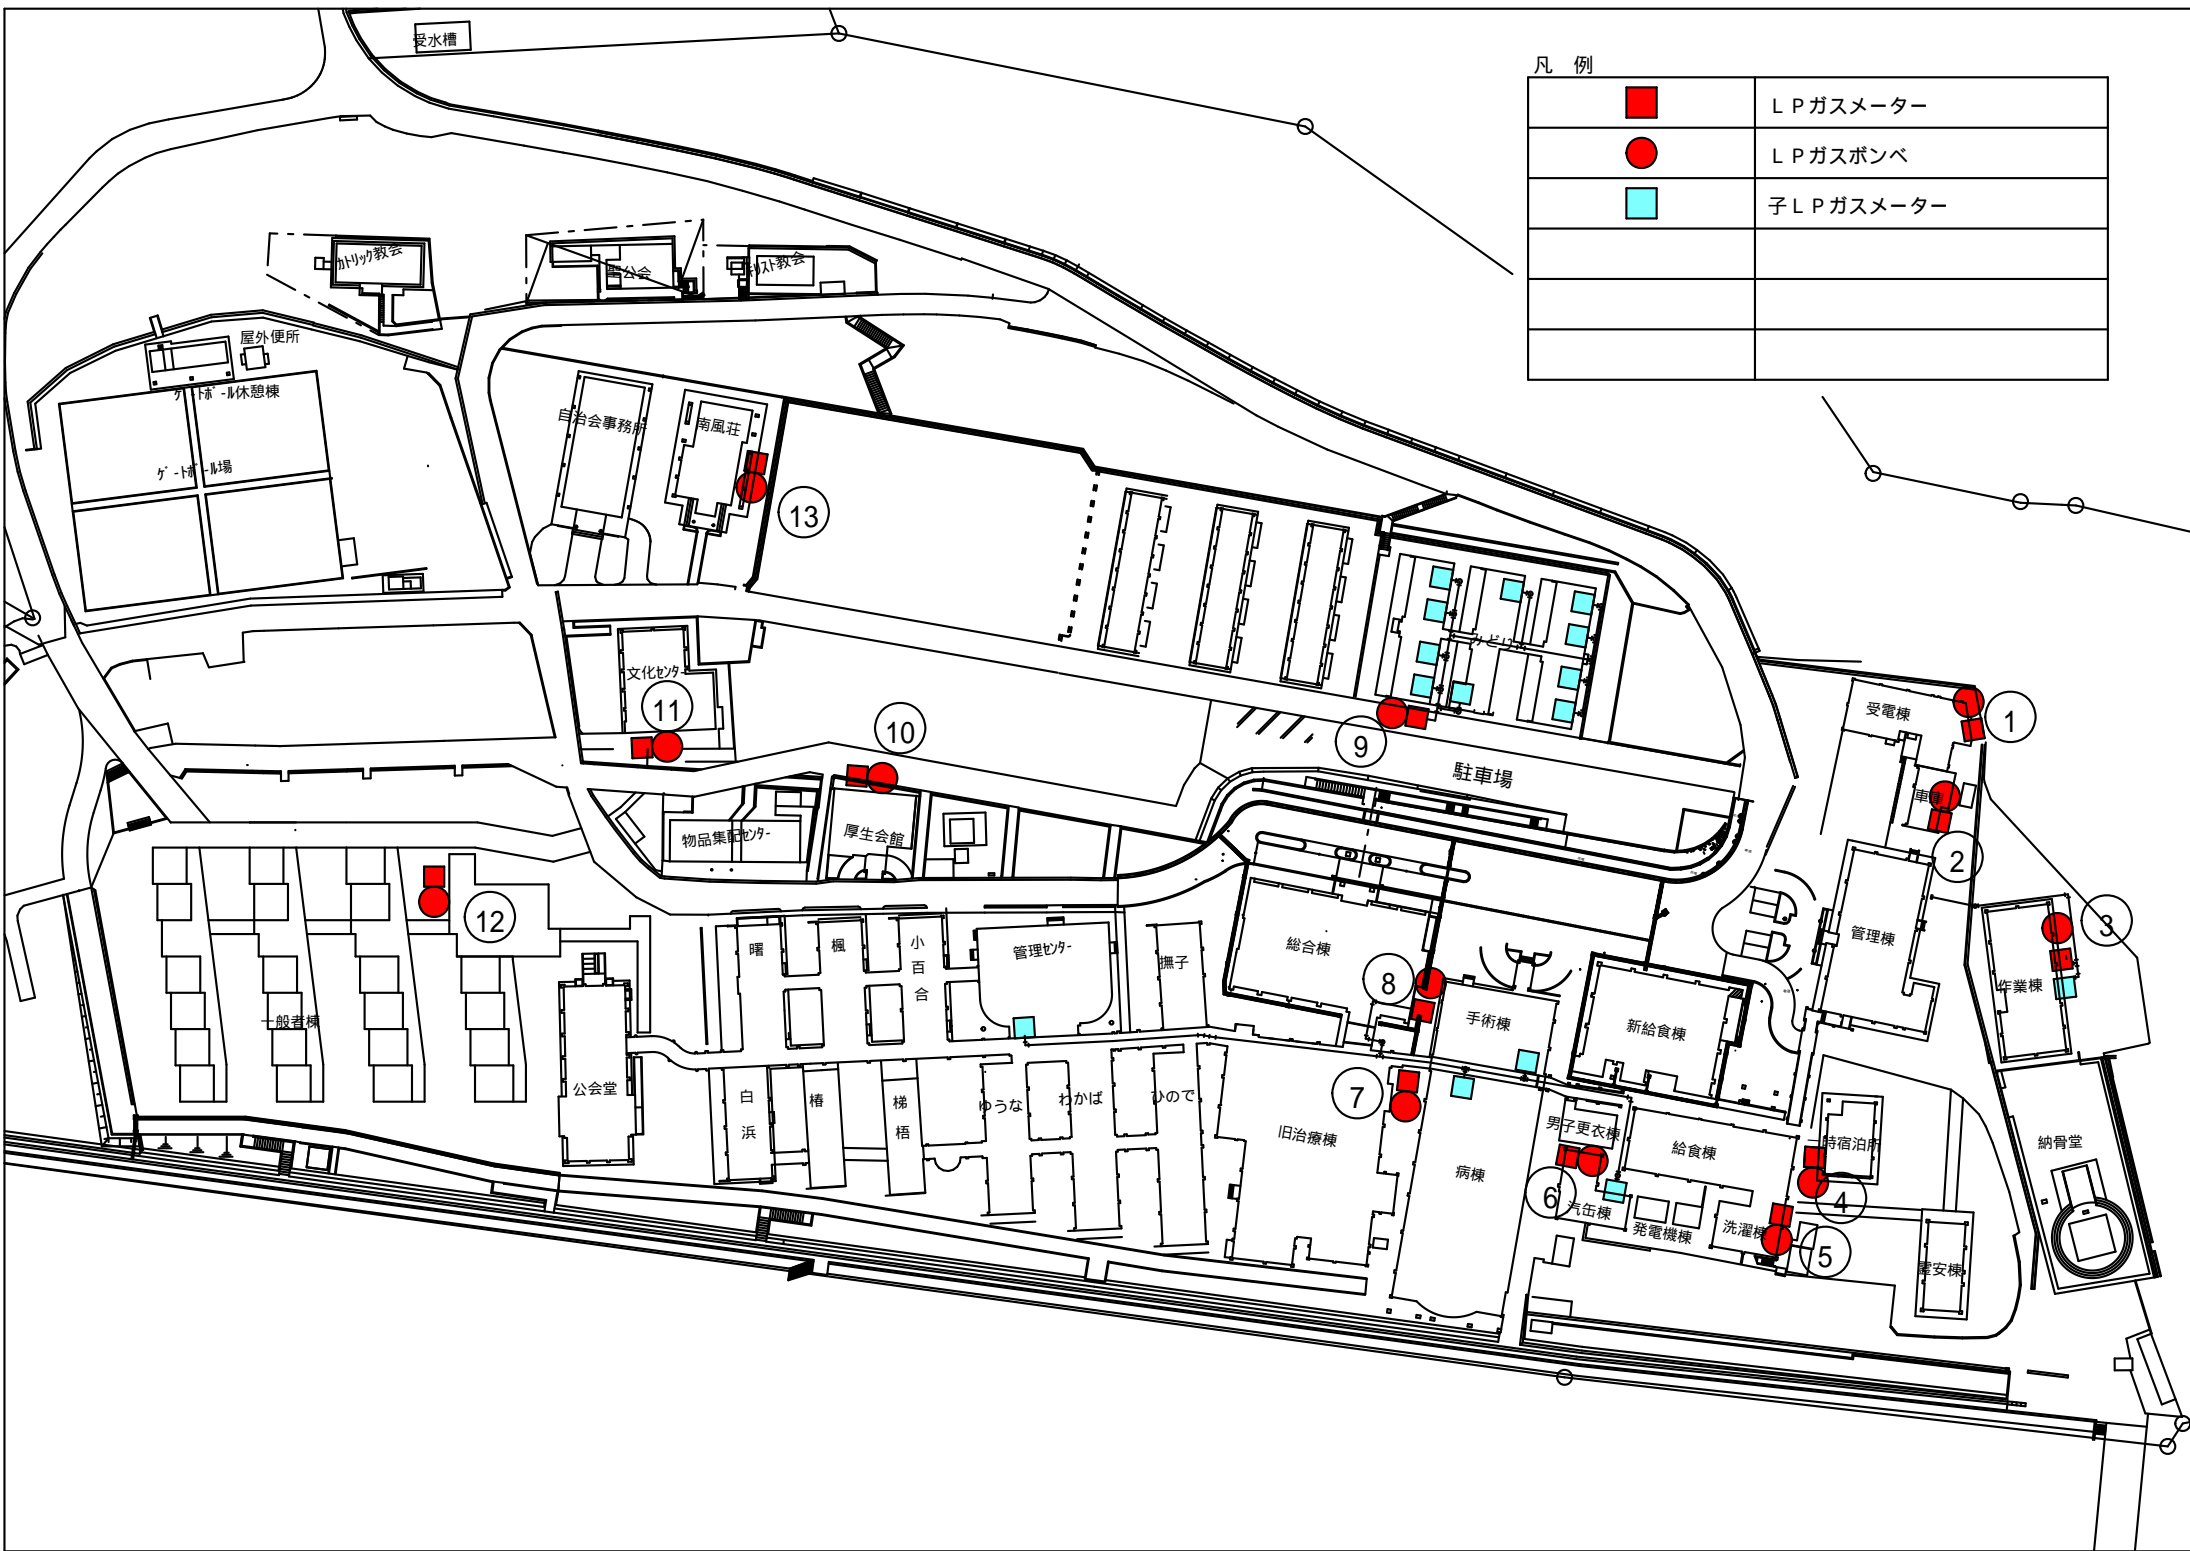 受水槽
凡 例
ＬＰガスメーター
ＬＰガスボンベ
子ＬＰガスメーター
ｶﾄﾘｯｸ教会
聖公会
ｷﾘｽﾄ教会
屋外便所
ｹﾞｰﾄﾎﾞｰﾙ休憩棟
ｹﾞｰﾄﾎﾞｰﾙ場
自治会事務所
南風荘
13
みどり
文化ｾﾝﾀｰ
11
10
9
駐車場
受電棟
1
車庫
2
物品集配ｾﾝﾀｰ
厚生会館
12
一般者棟
曙
楓
小百合
管理ｾﾝﾀｰ
撫子
総合棟
8
手術棟
新給食棟
管理棟
3
作業棟
公会堂
白浜
椿
梯梧
ゆうな
わかば
ひので
7
旧治療棟
病棟
男子更衣棟
6
汽缶棟
給食棟
発電機棟
洗濯棟
5
一時宿泊所
4
霊安棟
納骨堂